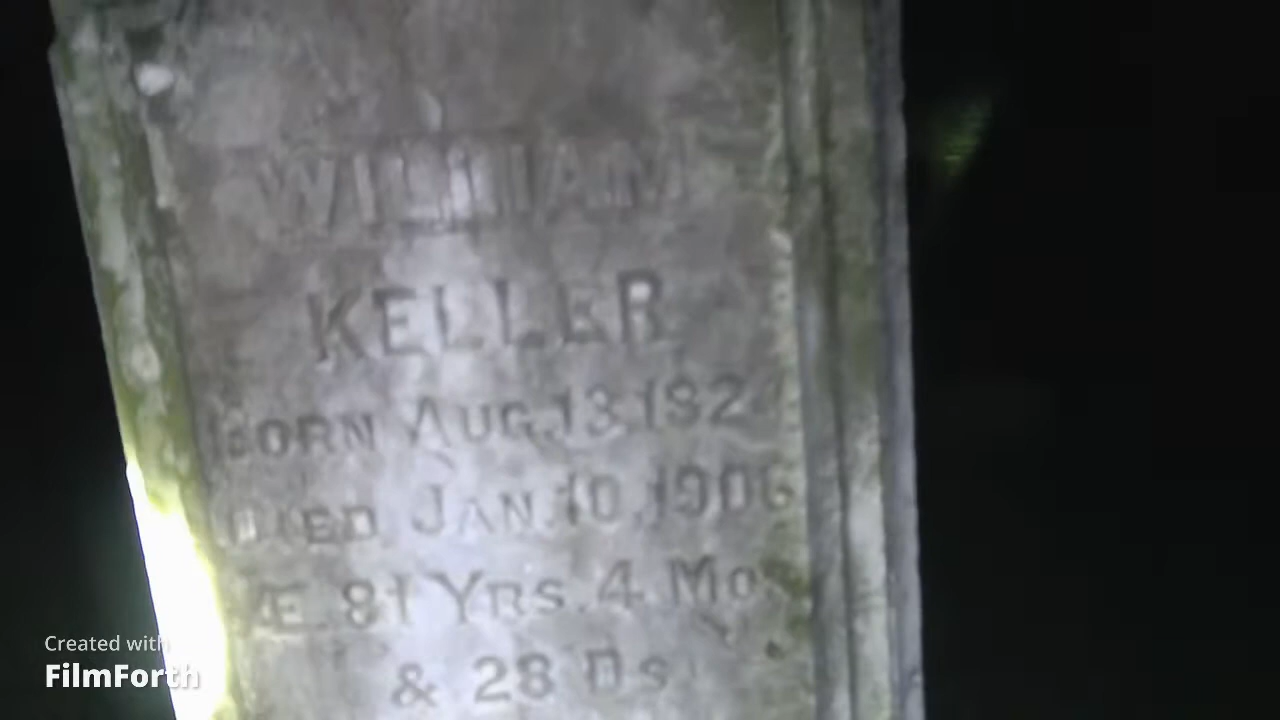 WILLIAM
KELLER
BORN AUG. 13, 1824
DIED JAN. 10, 1906
Æ 81 YRS. 4 MOS
& 28 DS
Created with
FilmForth